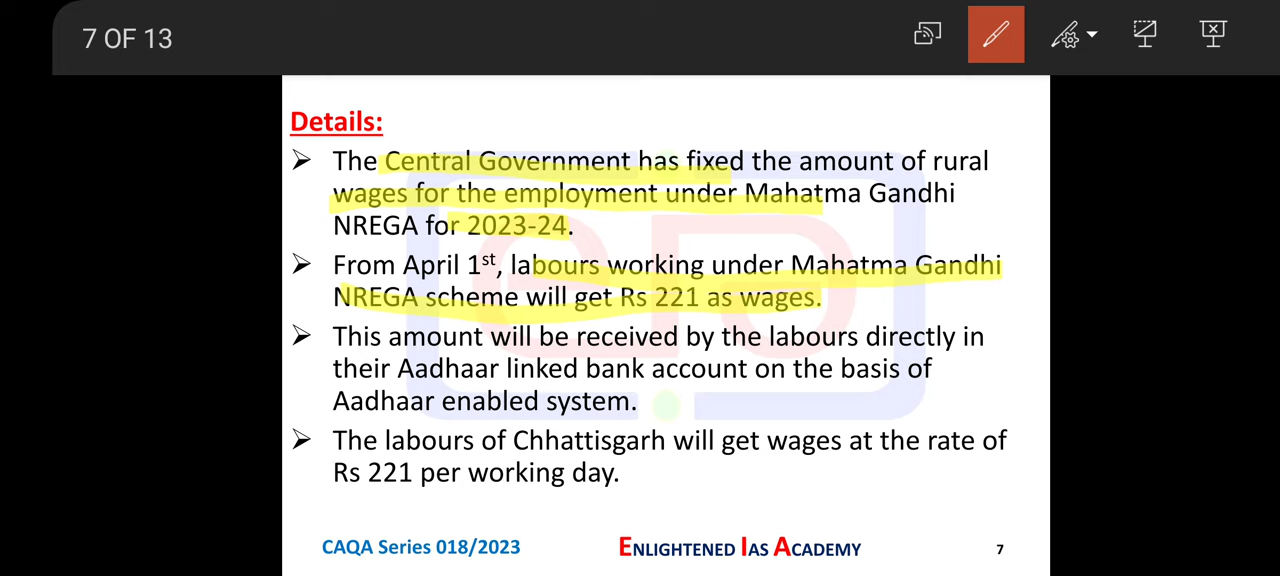 7 OF 13
Details:
➢ The Central Government has fixed the amount of rural
wages for the employment under Mahatma Gandhi
NREGA for 2023-24.
➢ From April 1st, labours working under Mahatma Gandhi
NREGA scheme will get Rs 221 as wages.
➢ This amount will be received by the labours directly in
their Aadhaar linked bank account on the basis of
Aadhaar enabled system.
➢ The labours of Chhattisgarh will get wages at the rate of
Rs 221 per working day.
CAQA Series 018/2023 ENLIGHTENED IAS ACADEMY 7